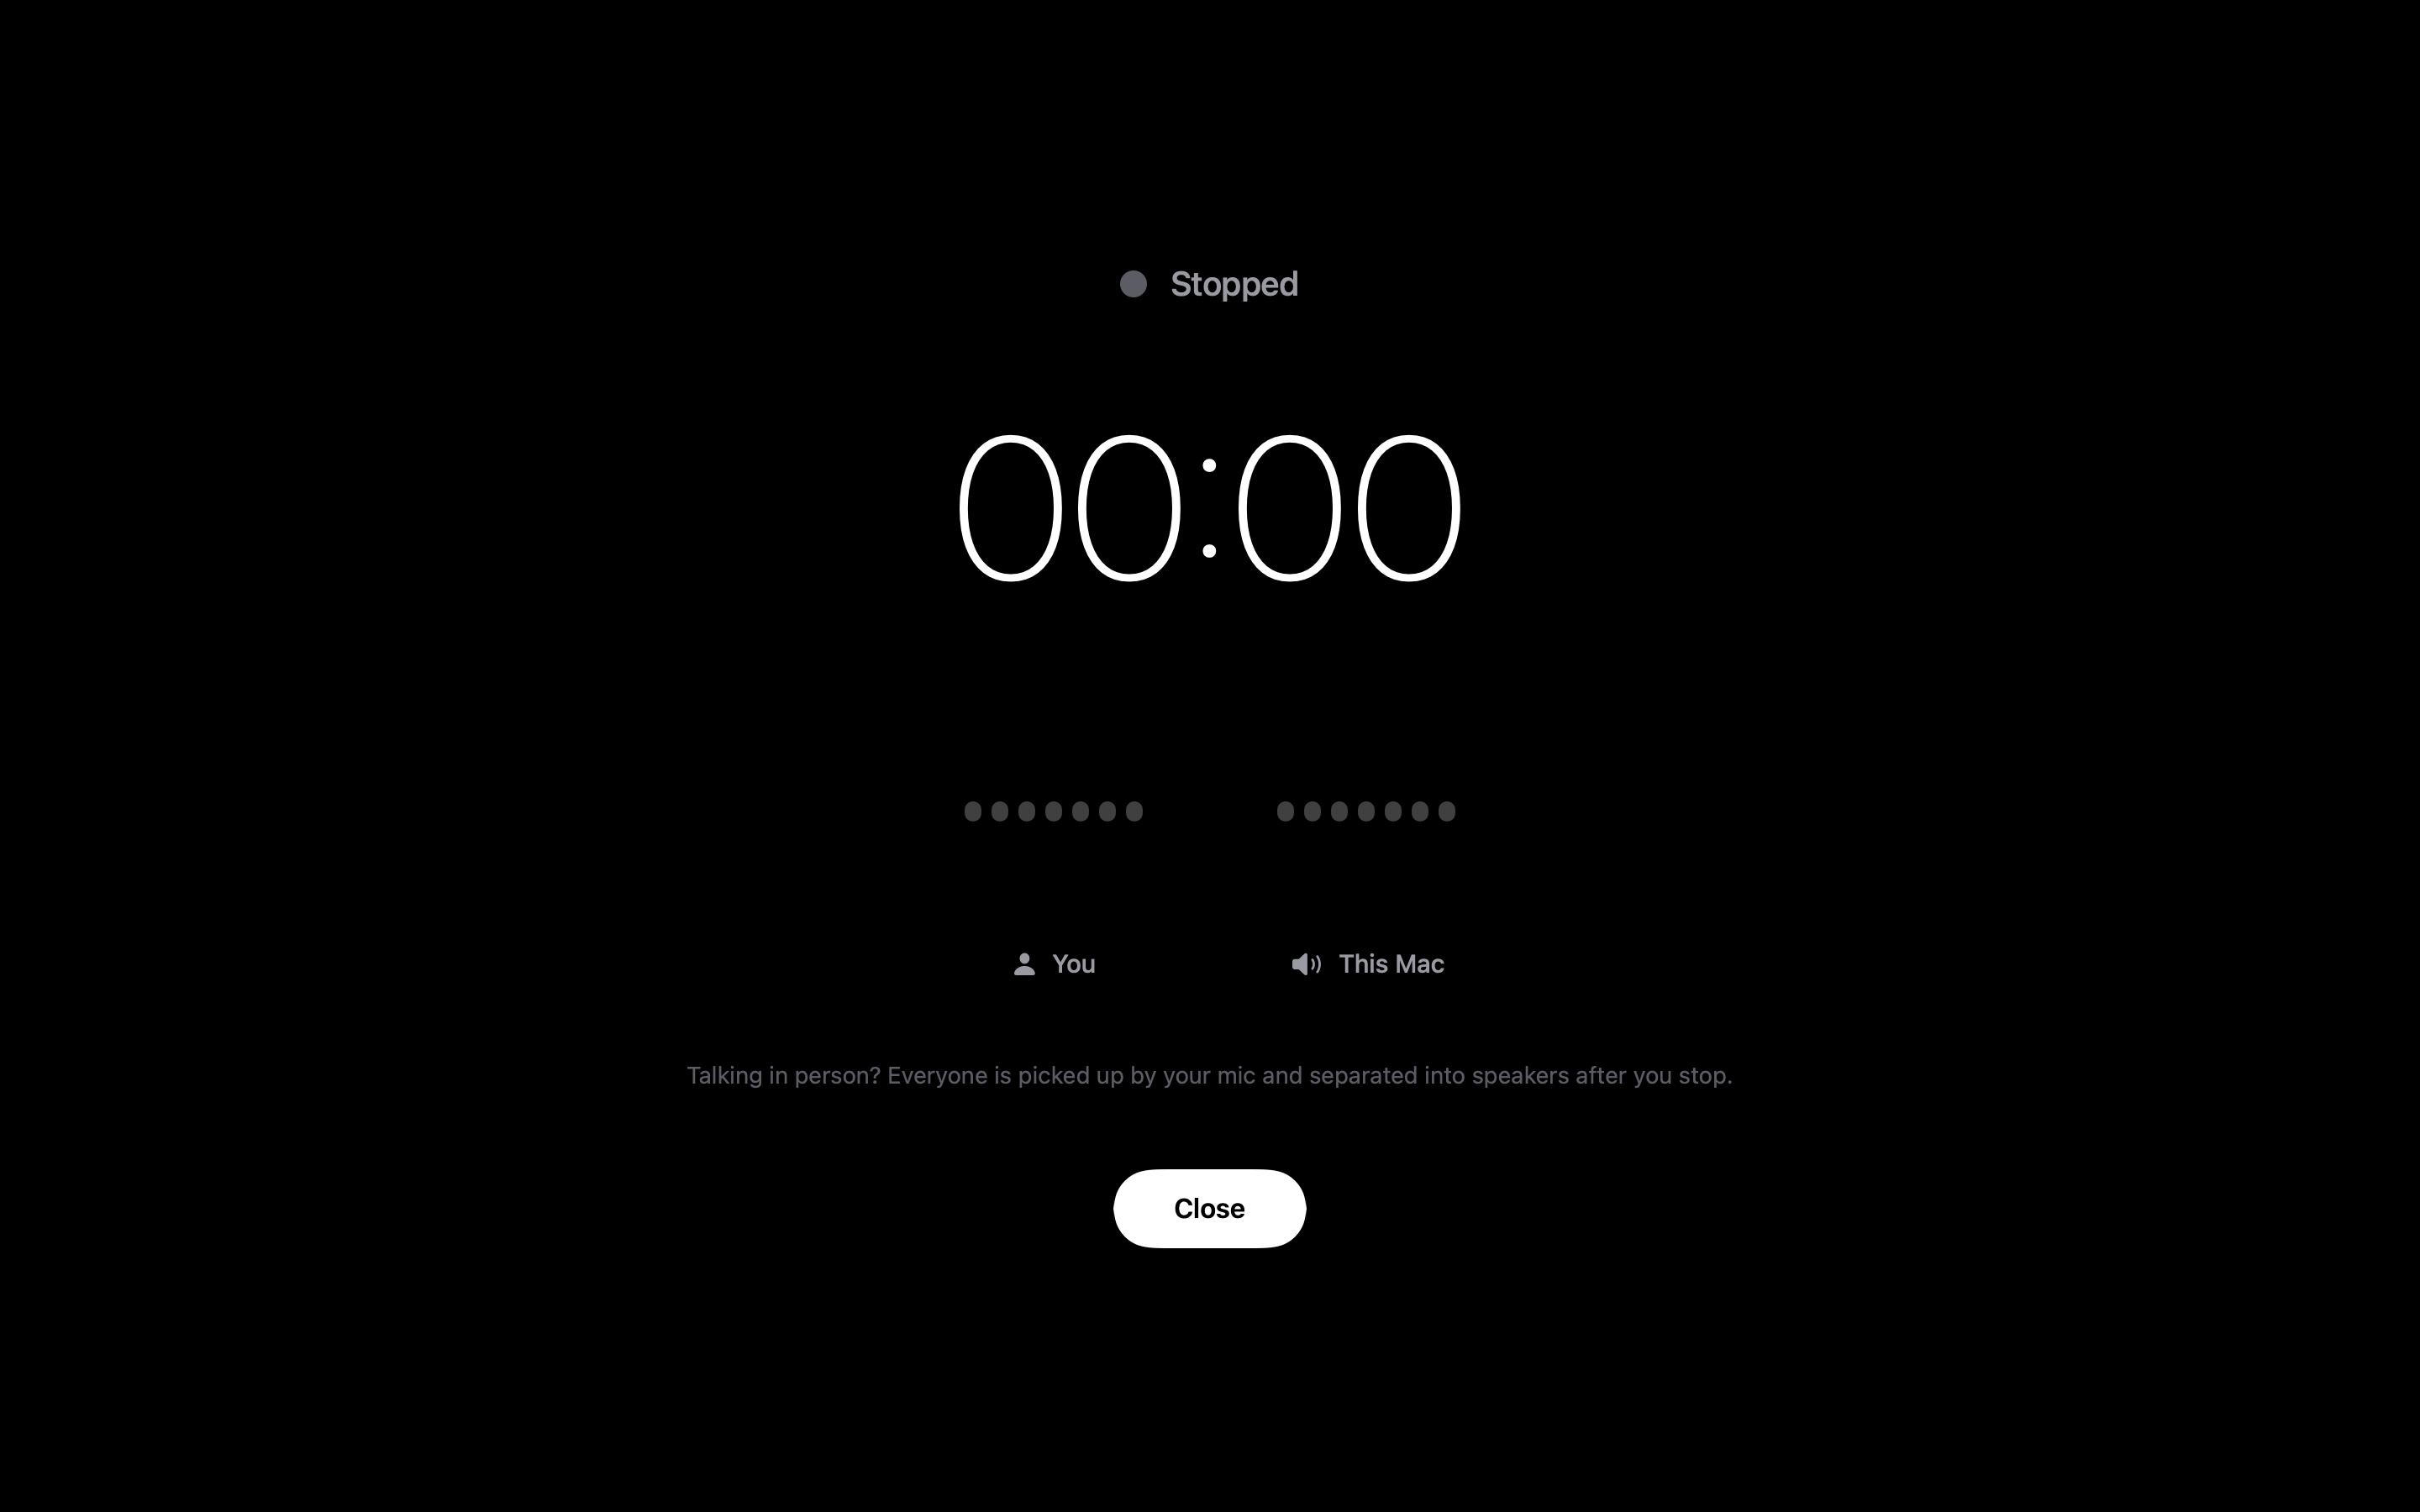 Stopped
00:00
You
This Mac
Talking in person? Everyone is picked up by your mic and separated into speakers after you stop.
Close